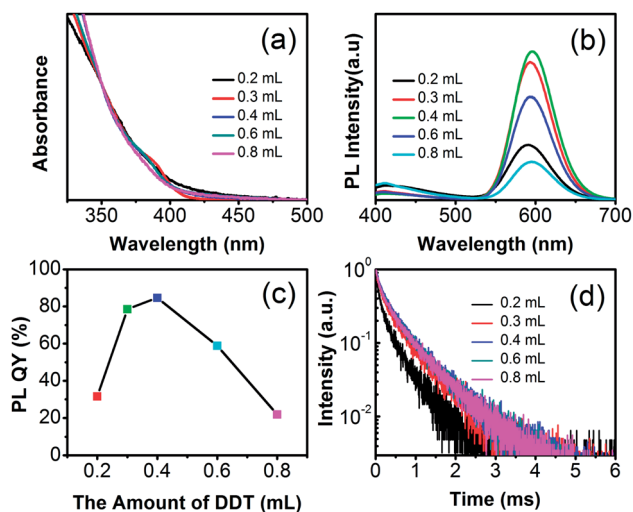 (a)
0.2 mL
0.3 mL
0.4 mL
0.6 mL
0.8 mL
Absorbance
350 400 450 500
Wavelength (nm)
(b)
0.2 mL
0.3 mL
0.4 mL
0.6 mL
0.8 mL
PL Intensity(a.u)
400 500 600 700
Wavelength (nm)
(c)
100
80
60
40
20
0
PL QY (%)
0.2 0.4 0.6 0.8
The Amount of DDT (mL)
(d)
0.2 mL
0.3 mL
0.4 mL
0.6 mL
0.8 mL
10⁰
10⁻¹
10⁻²
Intensity (a.u.)
0 1 2 3 4 5 6
Time (ms)